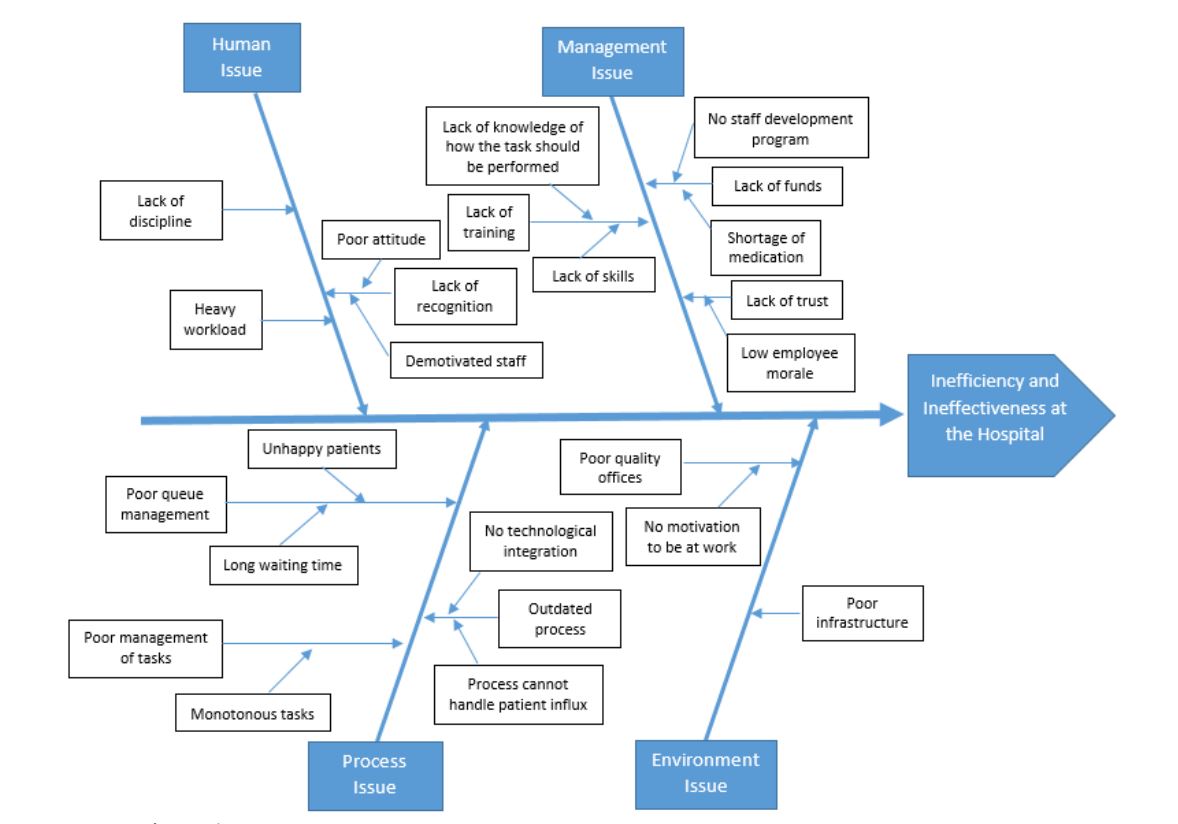 Human
Issue
Management
Issue
No staff development
program
Lack of knowledge of
how the task should
be performed
Lack of funds
Lack of
discipline
Lack of
training
Poor attitude
Shortage of
medication
Lack of skills
Lack of
recognition
Lack of trust
Heavy
workload
Demotivated staff
Low employee
morale
Inefficiency and
Ineffectiveness at
the Hospital
Unhappy patients
Poor quality
offices
Poor queue
management
No technological
integration
No motivation
to be at work
Long waiting time
Outdated
process
Poor
infrastructure
Poor management
of tasks
Process cannot
handle patient influx
Monotonous tasks
Process
Issue
Environment
Issue